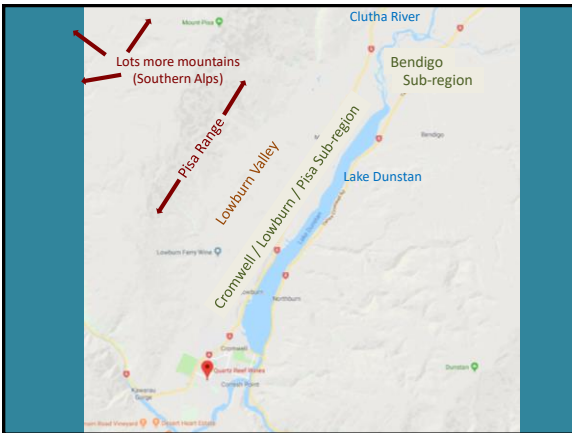 Mount Pisa
Clutha River
Lots more mountains
(Southern Alps)
Bendigo
Sub-region
Pisa Range
Lowburn Valley
Cromwell / Lowburn / Pisa Sub-region
Bendigo
Lake Dunstan
Lake Dunstan
Lowburn Ferry Wine
Lowburn
Northburn
Cromwell
Quartz Reef Wines
Cornish Point
Kawarau
Gorge
Dunstan
Desert Heart Estate